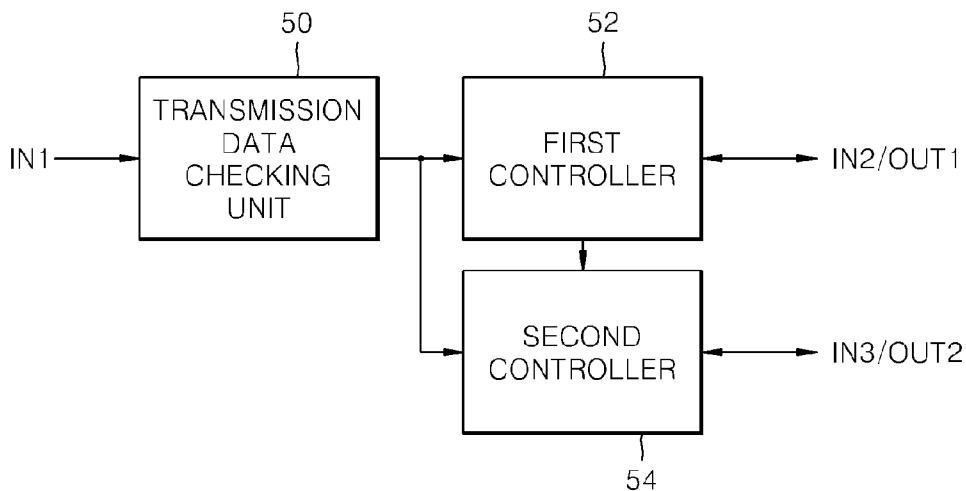 50
52
TRANSMISSION
DATA
CHECKING
UNIT
IN1
FIRST
CONTROLLER
IN2/OUT1
SECOND
CONTROLLER
IN3/OUT2
54